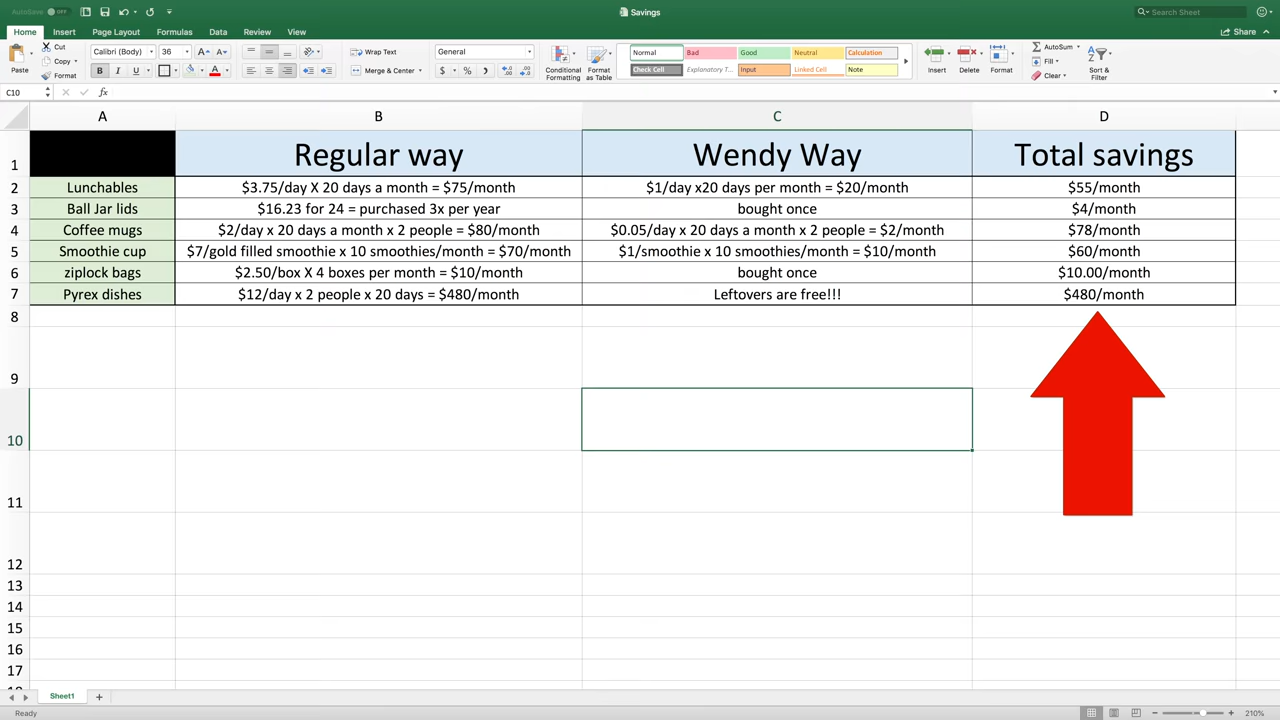 AutoSave OFF Savings Search Sheet
Home Insert Page Layout Formulas Data Review View Share
Paste Cut Copy Format Calibri (Body) 36 A A B I U A ab Wrap Text Merge & Center General $ % , Conditional Formatting Format as Table Normal Bad Good Neutral Calculation Check Cell Explanatory T... Input Linked Cell Note Insert Delete Format AutoSum Fill Clear Sort & Filter
C10 fx
A B C D
1 Regular way Wendy Way Total savings
2 Lunchables $3.75/day X 20 days a month = $75/month $1/day x20 days per month = $20/month $55/month
3 Ball Jar lids $16.23 for 24 = purchased 3x per year bought once $4/month
4 Coffee mugs $2/day x 20 days a month x 2 people = $80/month $0.05/day x 20 days a month x 2 people = $2/month $78/month
5 Smoothie cup $7/gold filled smoothie x 10 smoothies/month = $70/month $1/smoothie x 10 smoothies/month = $10/month $60/month
6 ziplock bags $2.50/box X 4 boxes per month = $10/month bought once $10.00/month
7 Pyrex dishes $12/day x 2 people x 20 days = $480/month Leftovers are free!!! $480/month
8
9
10
11
12
13
14
15
16
17
Sheet1 +
Ready 210%